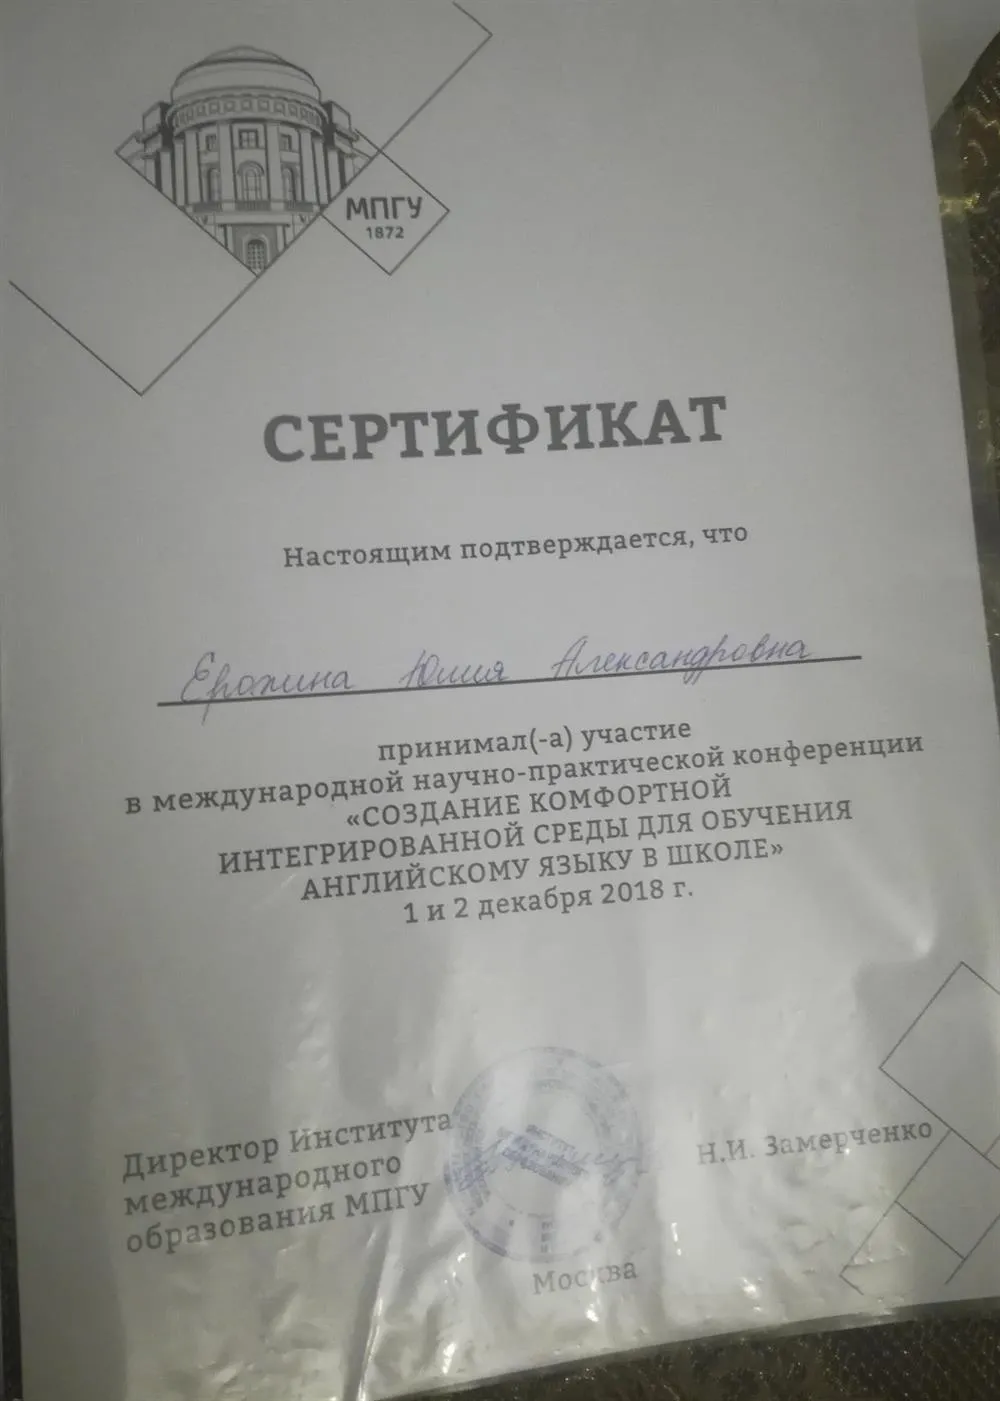 МПГУ
1872
СЕРТИФИКАТ
Настоящим подтверждается, что
Ерохина Юлия Александровна
принимал(-а) участие
в международной научно-практической конференции
«СОЗДАНИЕ КОМФОРТНОЙ
ИНТЕГРИРОВАННОЙ СРЕДЫ ДЛЯ ОБУЧЕНИЯ
АНГЛИЙСКОМУ ЯЗЫКУ В ШКОЛЕ»
1 и 2 декабря 2018 г.
Директор Института
международного
образования МПГУ
Н.И. Замерченко
Москва